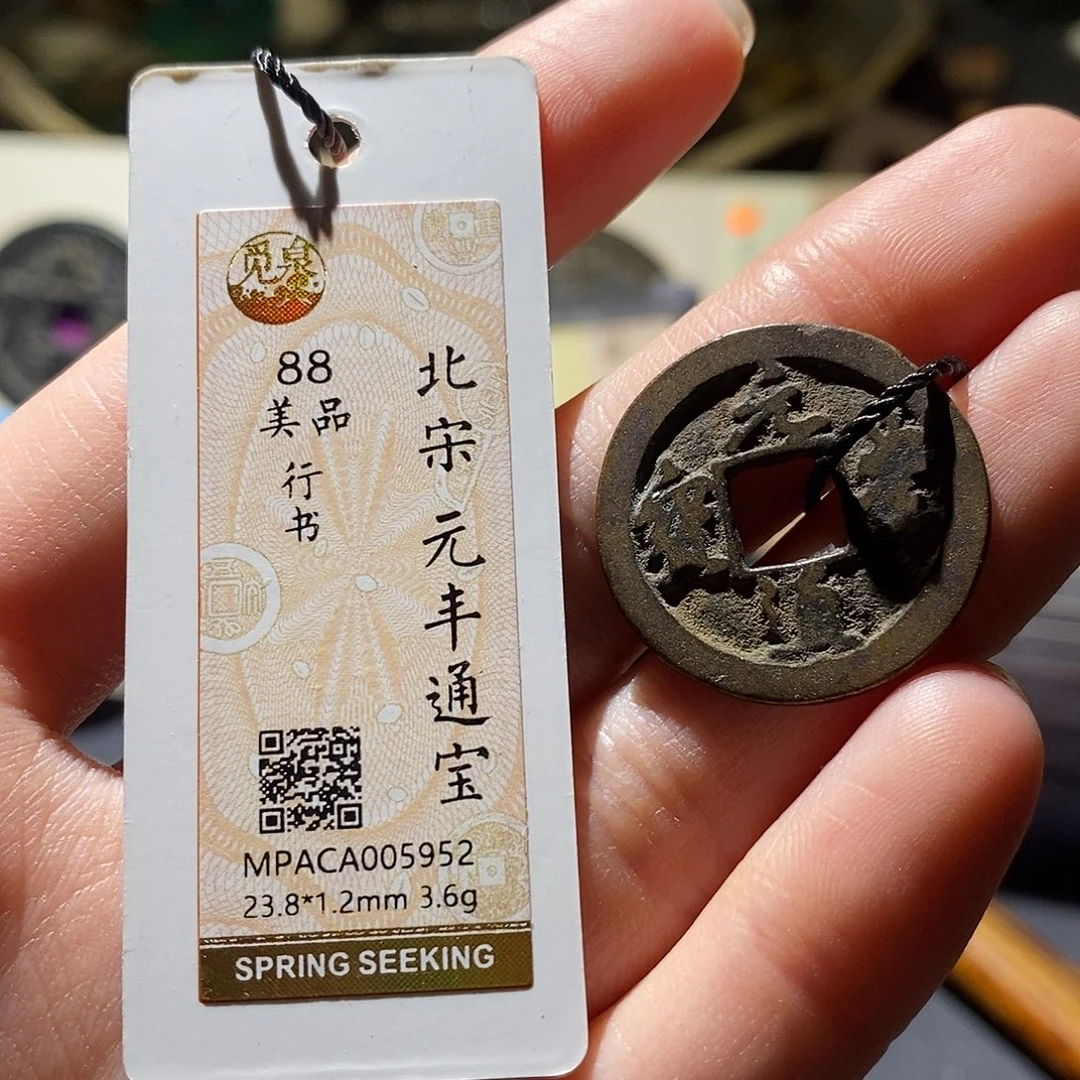 觅泉
88
美品
行书
北宋元丰通宝
MPACA005952
23.8*1.2mm 3.6g
SPRING SEEKING
元